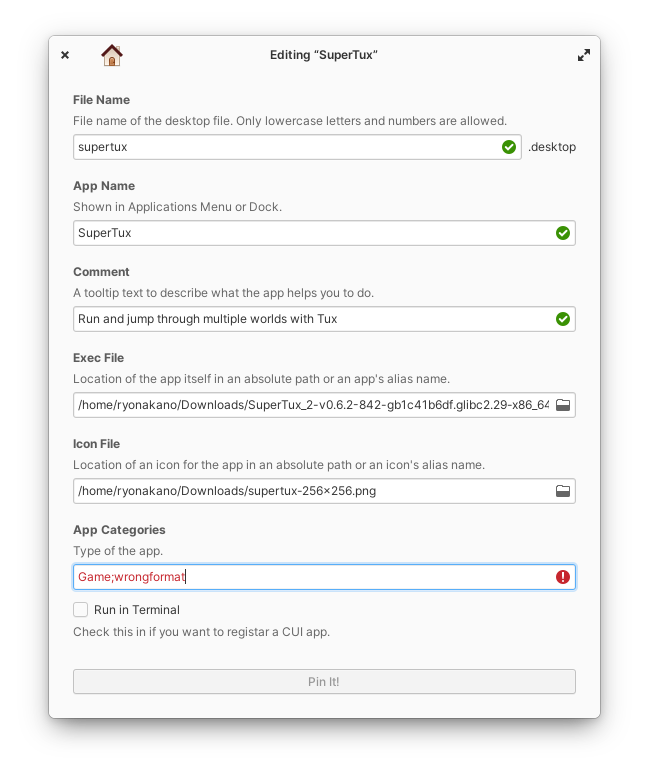 Editing “SuperTux”
File Name
File name of the desktop file. Only lowercase letters and numbers are allowed.
supertux
.desktop
App Name
Shown in Applications Menu or Dock.
SuperTux
Comment
A tooltip text to describe what the app helps you to do.
Run and jump through multiple worlds with Tux
Exec File
Location of the app itself in an absolute path or an app's alias name.
/home/ryonakano/Downloads/SuperTux_2-v0.6.2-842-gb1c41b6df.glibc2.29-x86_64
Icon File
Location of an icon for the app in an absolute path or an icon's alias name.
/home/ryonakano/Downloads/supertux-256×256.png
App Categories
Type of the app.
Game;wrongformat
Run in Terminal
Check this in if you want to registar a CUI app.
Pin It!